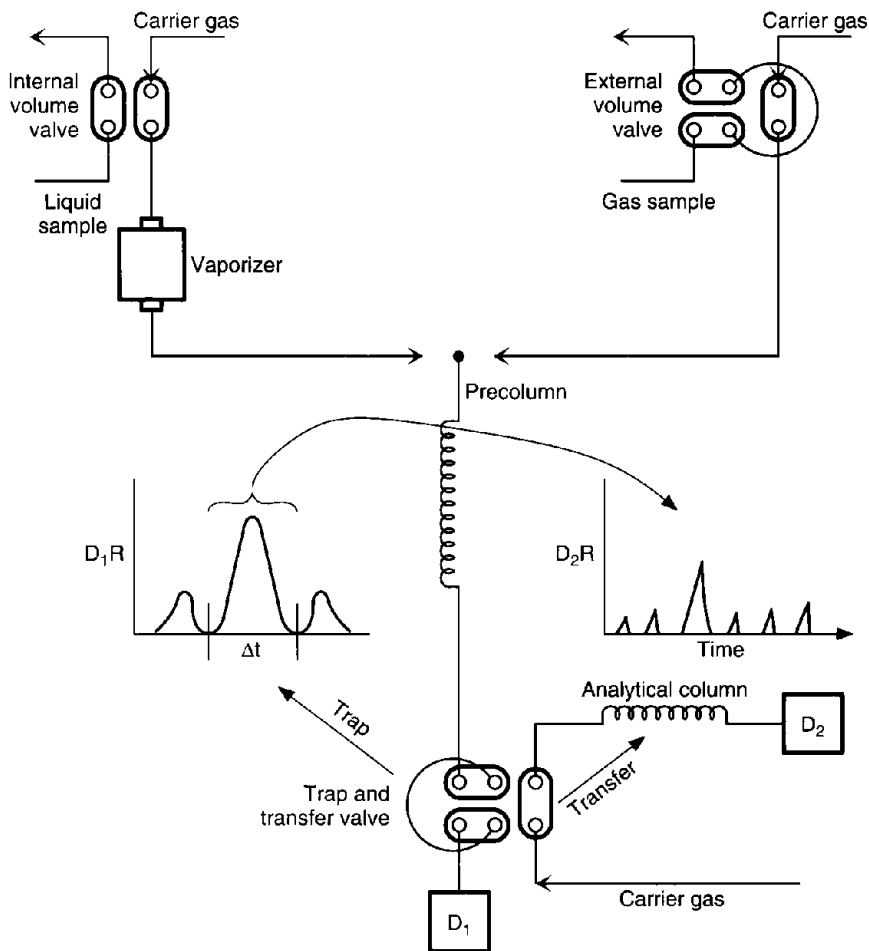 Carrier gas
Internal
volume
valve
Liquid
sample
Vaporizer
Carrier gas
External
volume
valve
Gas sample
Precolumn
D₁R
Δt
D₂R
Time
Trap
Analytical column
D₂
Transfer
Trap and
transfer valve
Carrier gas
D₁